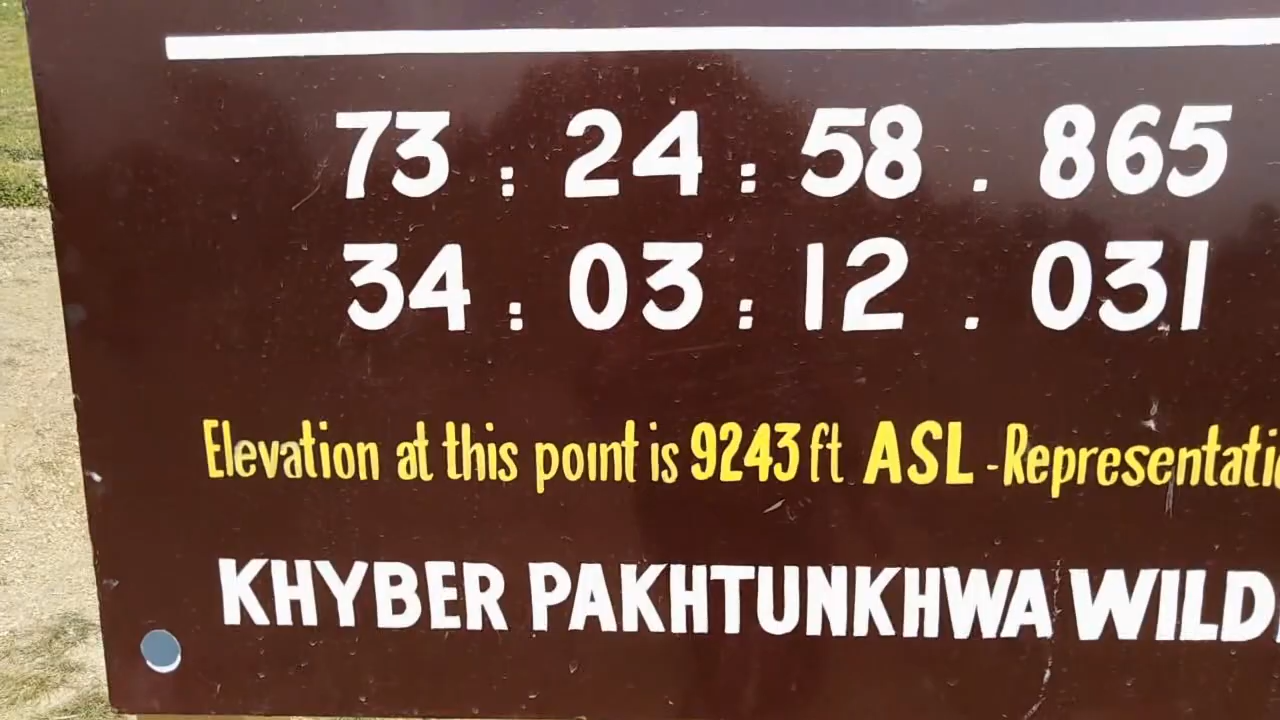 73 : 24 : 58 . 865
34 : 03 : 12 . 031
Elevation at this point is 9243 ft ASL -Representatio
KHYBER PAKHTUNKHWA WILD